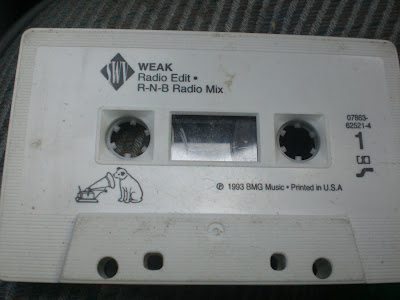 SWV
WEAK
Radio Edit •
R-N-B Radio Mix
07863-
62521-4
1
℗ 1993 BMG Music • Printed in U.S.A